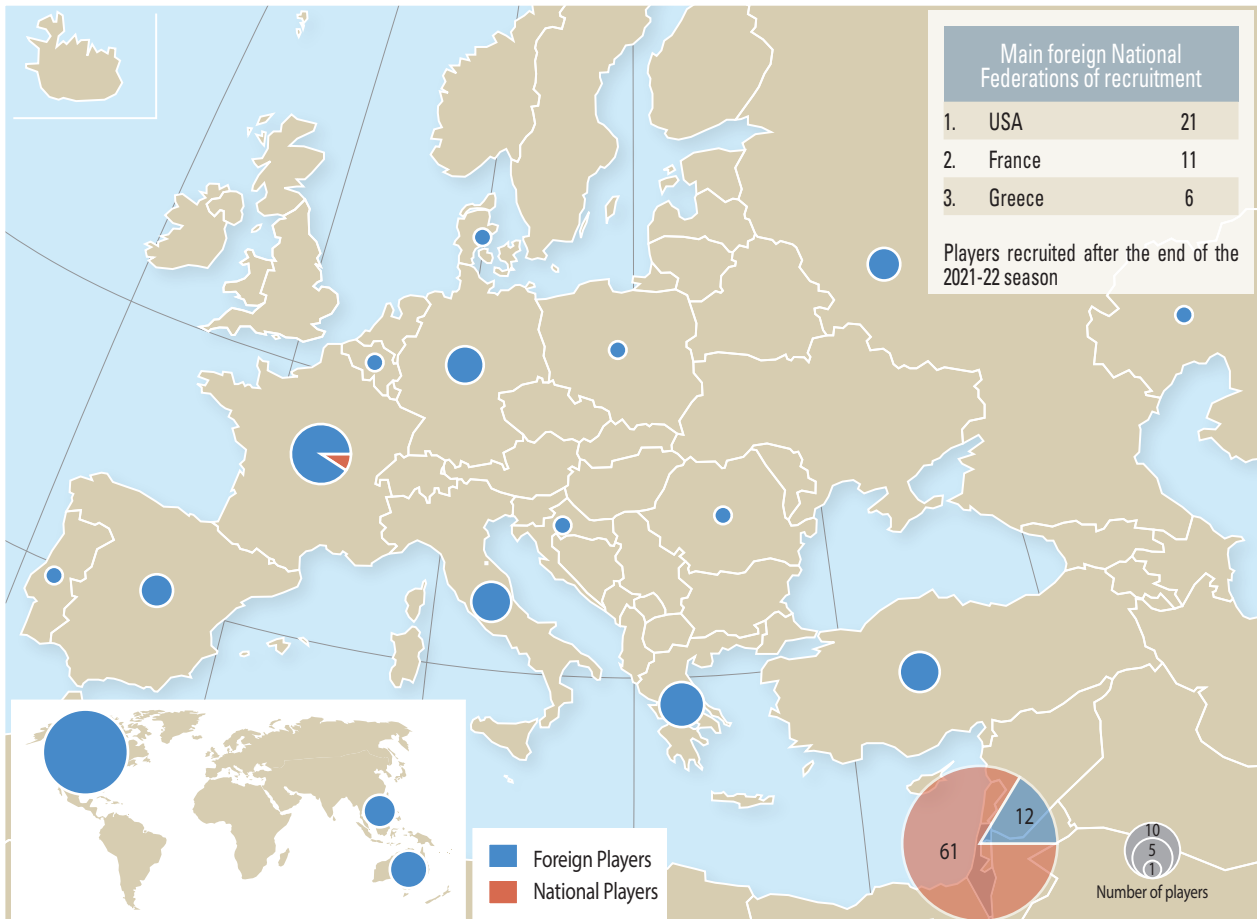 Main foreign National
Federations of recruitment
1. USA 21
2. France 11
3. Greece 6
Players recruited after the end of the
2021-22 season
Foreign Players
National Players
61
12
10
5
1
Number of players